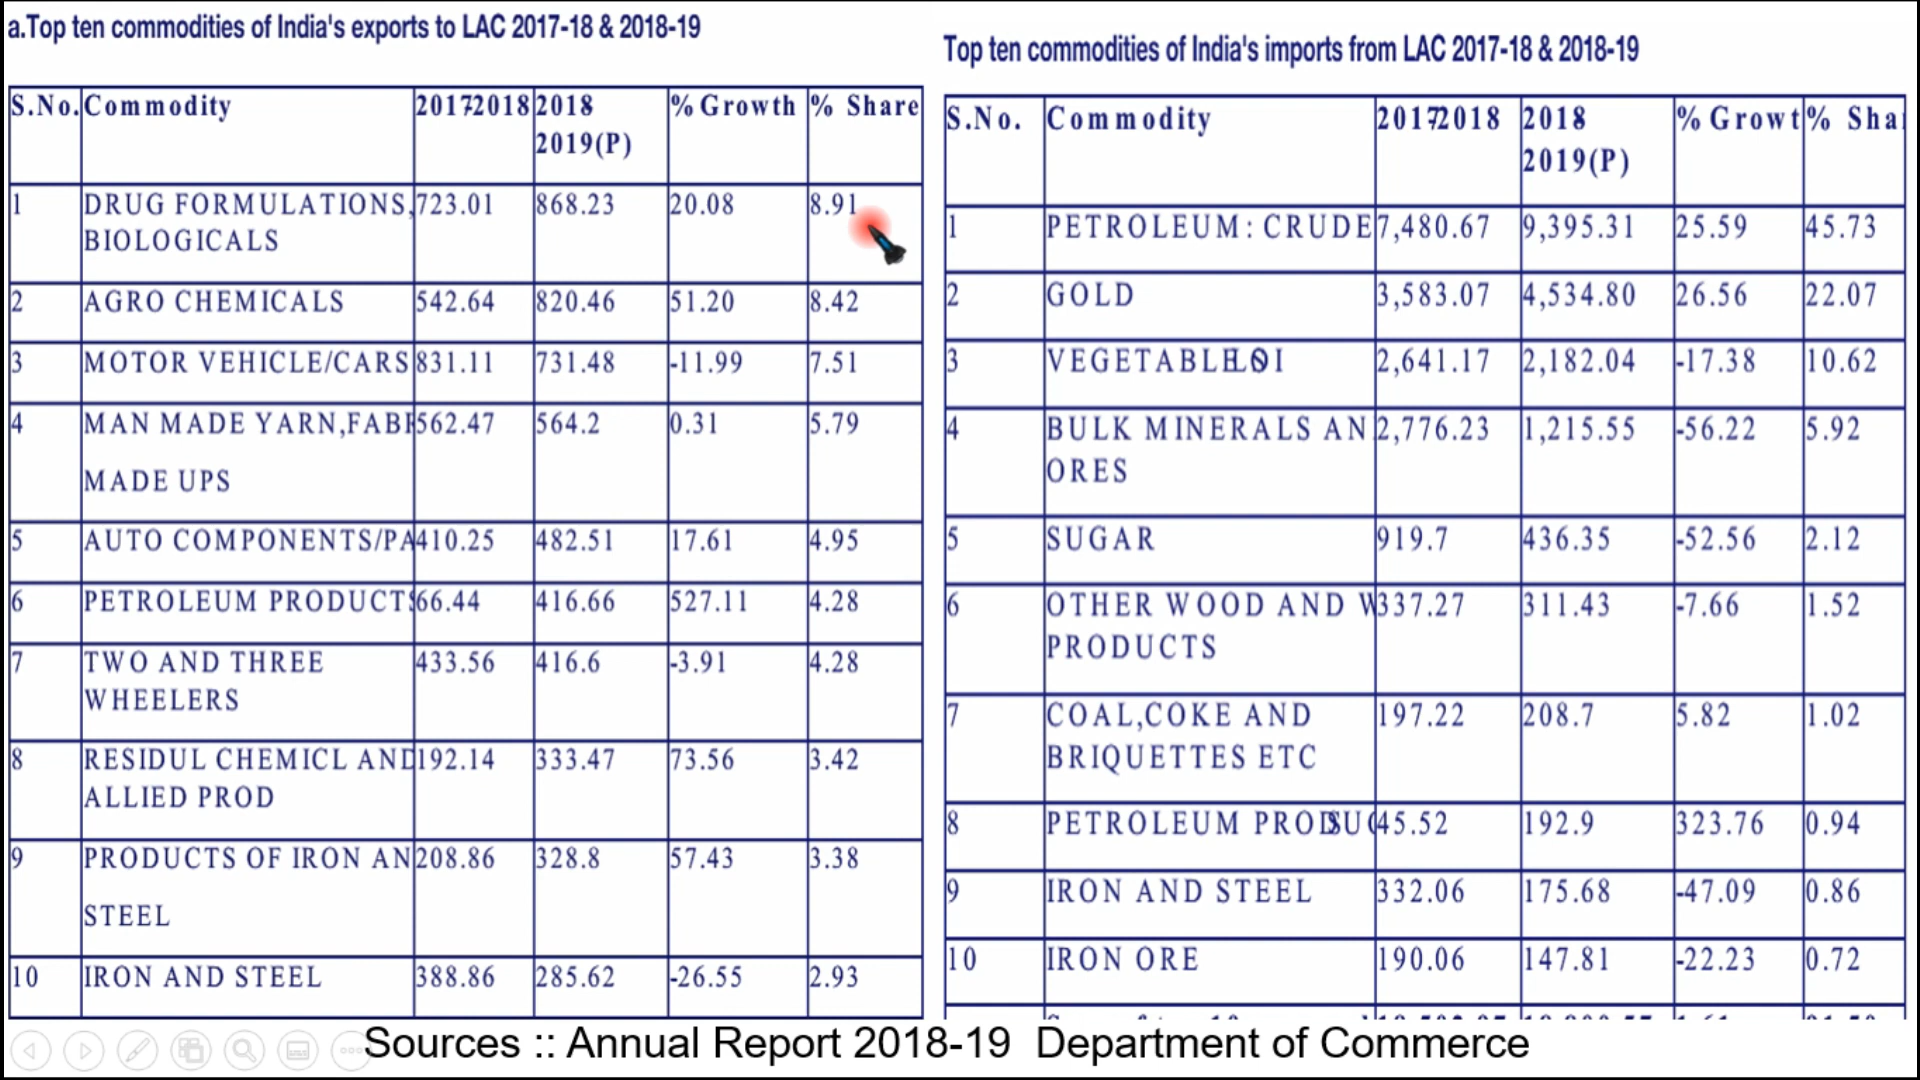 a.Top ten commodities of India's exports to LAC 2017-18 & 2018-19
S.No. Commodity 20172018 2018 2019(P) % Growth % Share
1 DRUG FORMULATIONS, 723.01 868.23 20.08 8.91
BIOLOGICALS
2 AGRO CHEMICALS 542.64 820.46 51.20 8.42
3 MOTOR VEHICLE/CARS 831.11 731.48 -11.99 7.51
4 MAN MADE YARN,FAB 562.47 564.2 0.31 5.79
MADE UPS
5 AUTO COMPONENTS/PA 410.25 482.51 17.61 4.95
6 PETROLEUM PRODUCTS 66.44 416.66 527.11 4.28
7 TWO AND THREE 433.56 416.6 -3.91 4.28
WHEELERS
8 RESIDUL CHEMICL AND 192.14 333.47 73.56 3.42
ALLIED PROD
9 PRODUCTS OF IRON AN 208.86 328.8 57.43 3.38
STEEL
10 IRON AND STEEL 388.86 285.62 -26.55 2.93
Top ten commodities of India's imports from LAC 2017-18 & 2018-19
S.No. Commodity 20172018 2018 2019(P) % Growt % Sha
1 PETROLEUM: CRUDE 7,480.67 9,395.31 25.59 45.73
2 GOLD 3,583.07 4,534.80 26.56 22.07
3 VEGETABLE 2,641.17 2,182.04 -17.38 10.62
4 BULK MINERALS AN 2,776.23 1,215.55 -56.22 5.92
ORES
5 SUGAR 919.7 436.35 -52.56 2.12
6 OTHER WOOD AND W 337.27 311.43 -7.66 1.52
PRODUCTS
7 COAL,COKE AND 197.22 208.7 5.82 1.02
BRIQUETTES ETC
8 PETROLEUM 45.52 192.9 323.76 0.94
9 IRON AND STEEL 332.06 175.68 -47.09 0.86
10 IRON ORE 190.06 147.81 -22.23 0.72
Sources :: Annual Report 2018-19 Department of Commerce